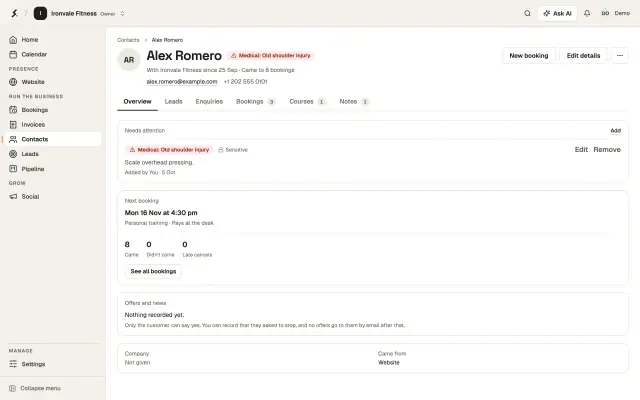 Ironvale Fitness Owner
Ask AI
DO Demo
Home
Calendar
PRESENCE
Website
RUN THE BUSINESS
Bookings
Invoices
Contacts
Leads
Pipeline
GROW
Social
MANAGE
Settings
Collapse menu
Contacts > Alex Romero
AR
Alex Romero
Medical: Old shoulder injury
With Ironvale Fitness since 25 Sep · Came to 8 bookings
alex.romero@example.com · +1 202 555 0101
New booking
Edit details
Overview
Leads
Enquiries
Bookings 9
Courses 1
Notes 1
Needs attention
Add
Medical: Old shoulder injury
Sensitive
Edit Remove
Scale overhead pressing.
Added by You · 5 Oct
Next booking
Mon 16 Nov at 4:30 pm
Personal training · Pays at the desk
8 0 0
Came Didn't come Late cancels
See all bookings
Offers and news
Nothing recorded yet.
Only the customer can say yes. You can record that they asked to stop, and no offers go to them by email after that.
Company
Not given
Came from
Website